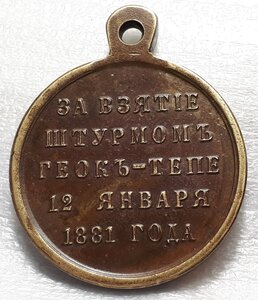 ЗА ВЗЯТІЕ
ШТУРМОМЪ
ГЕОКЪ-ТЕПЕ
12 ЯНВАРЯ
1881 ГОДА